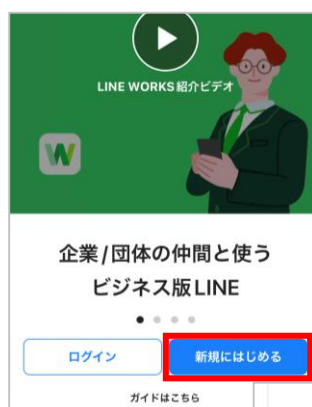 LINE WORKS紹介ビデオ
W
企業/団体の仲間と使う
ビジネス版LINE
ログイン
新規にはじめる
ガイドはこちら